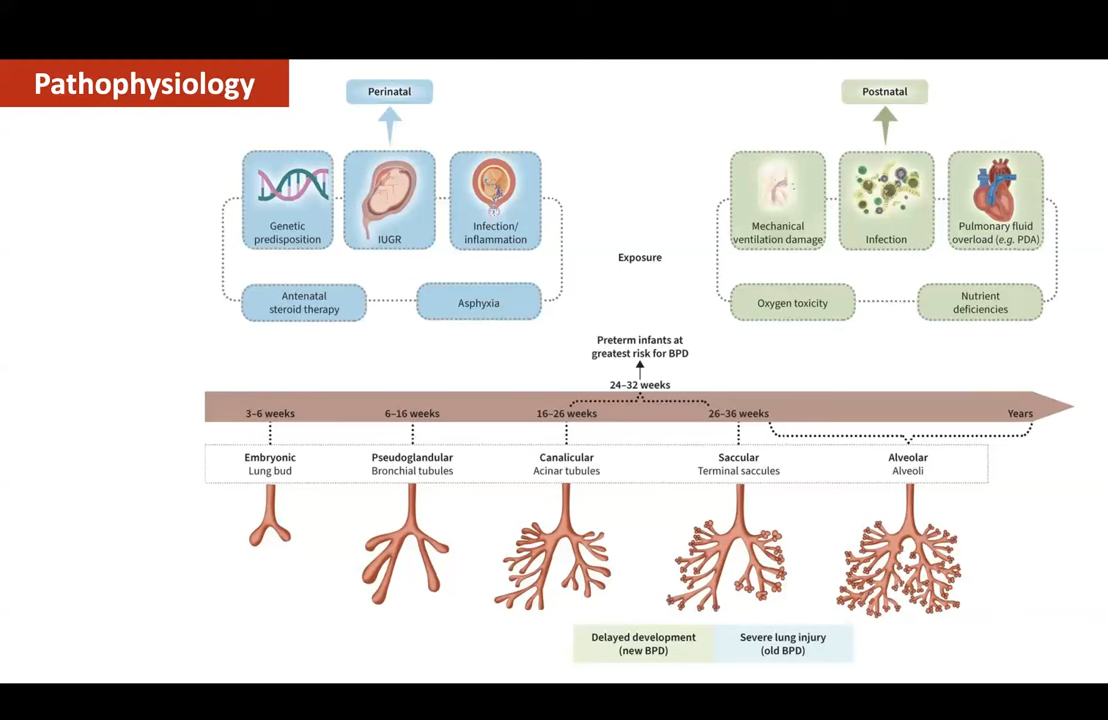 Pathophysiology
Perinatal
Postnatal
Genetic
predisposition
IUGR
Infection/
inflammation
Mechanical
ventilation damage
Infection
Pulmonary fluid
overload (e.g. PDA)
Exposure
Antenatal
steroid therapy
Asphyxia
Oxygen toxicity
Nutrient
deficiencies
Preterm infants at
greatest risk for BPD
24–32 weeks
3–6 weeks
6–16 weeks
16–26 weeks
26–36 weeks
Years
Embryonic
Lung bud
Pseudoglandular
Bronchial tubules
Canalicular
Acinar tubules
Saccular
Terminal saccules
Alveolar
Alveoli
Delayed development
(new BPD)
Severe lung injury
(old BPD)